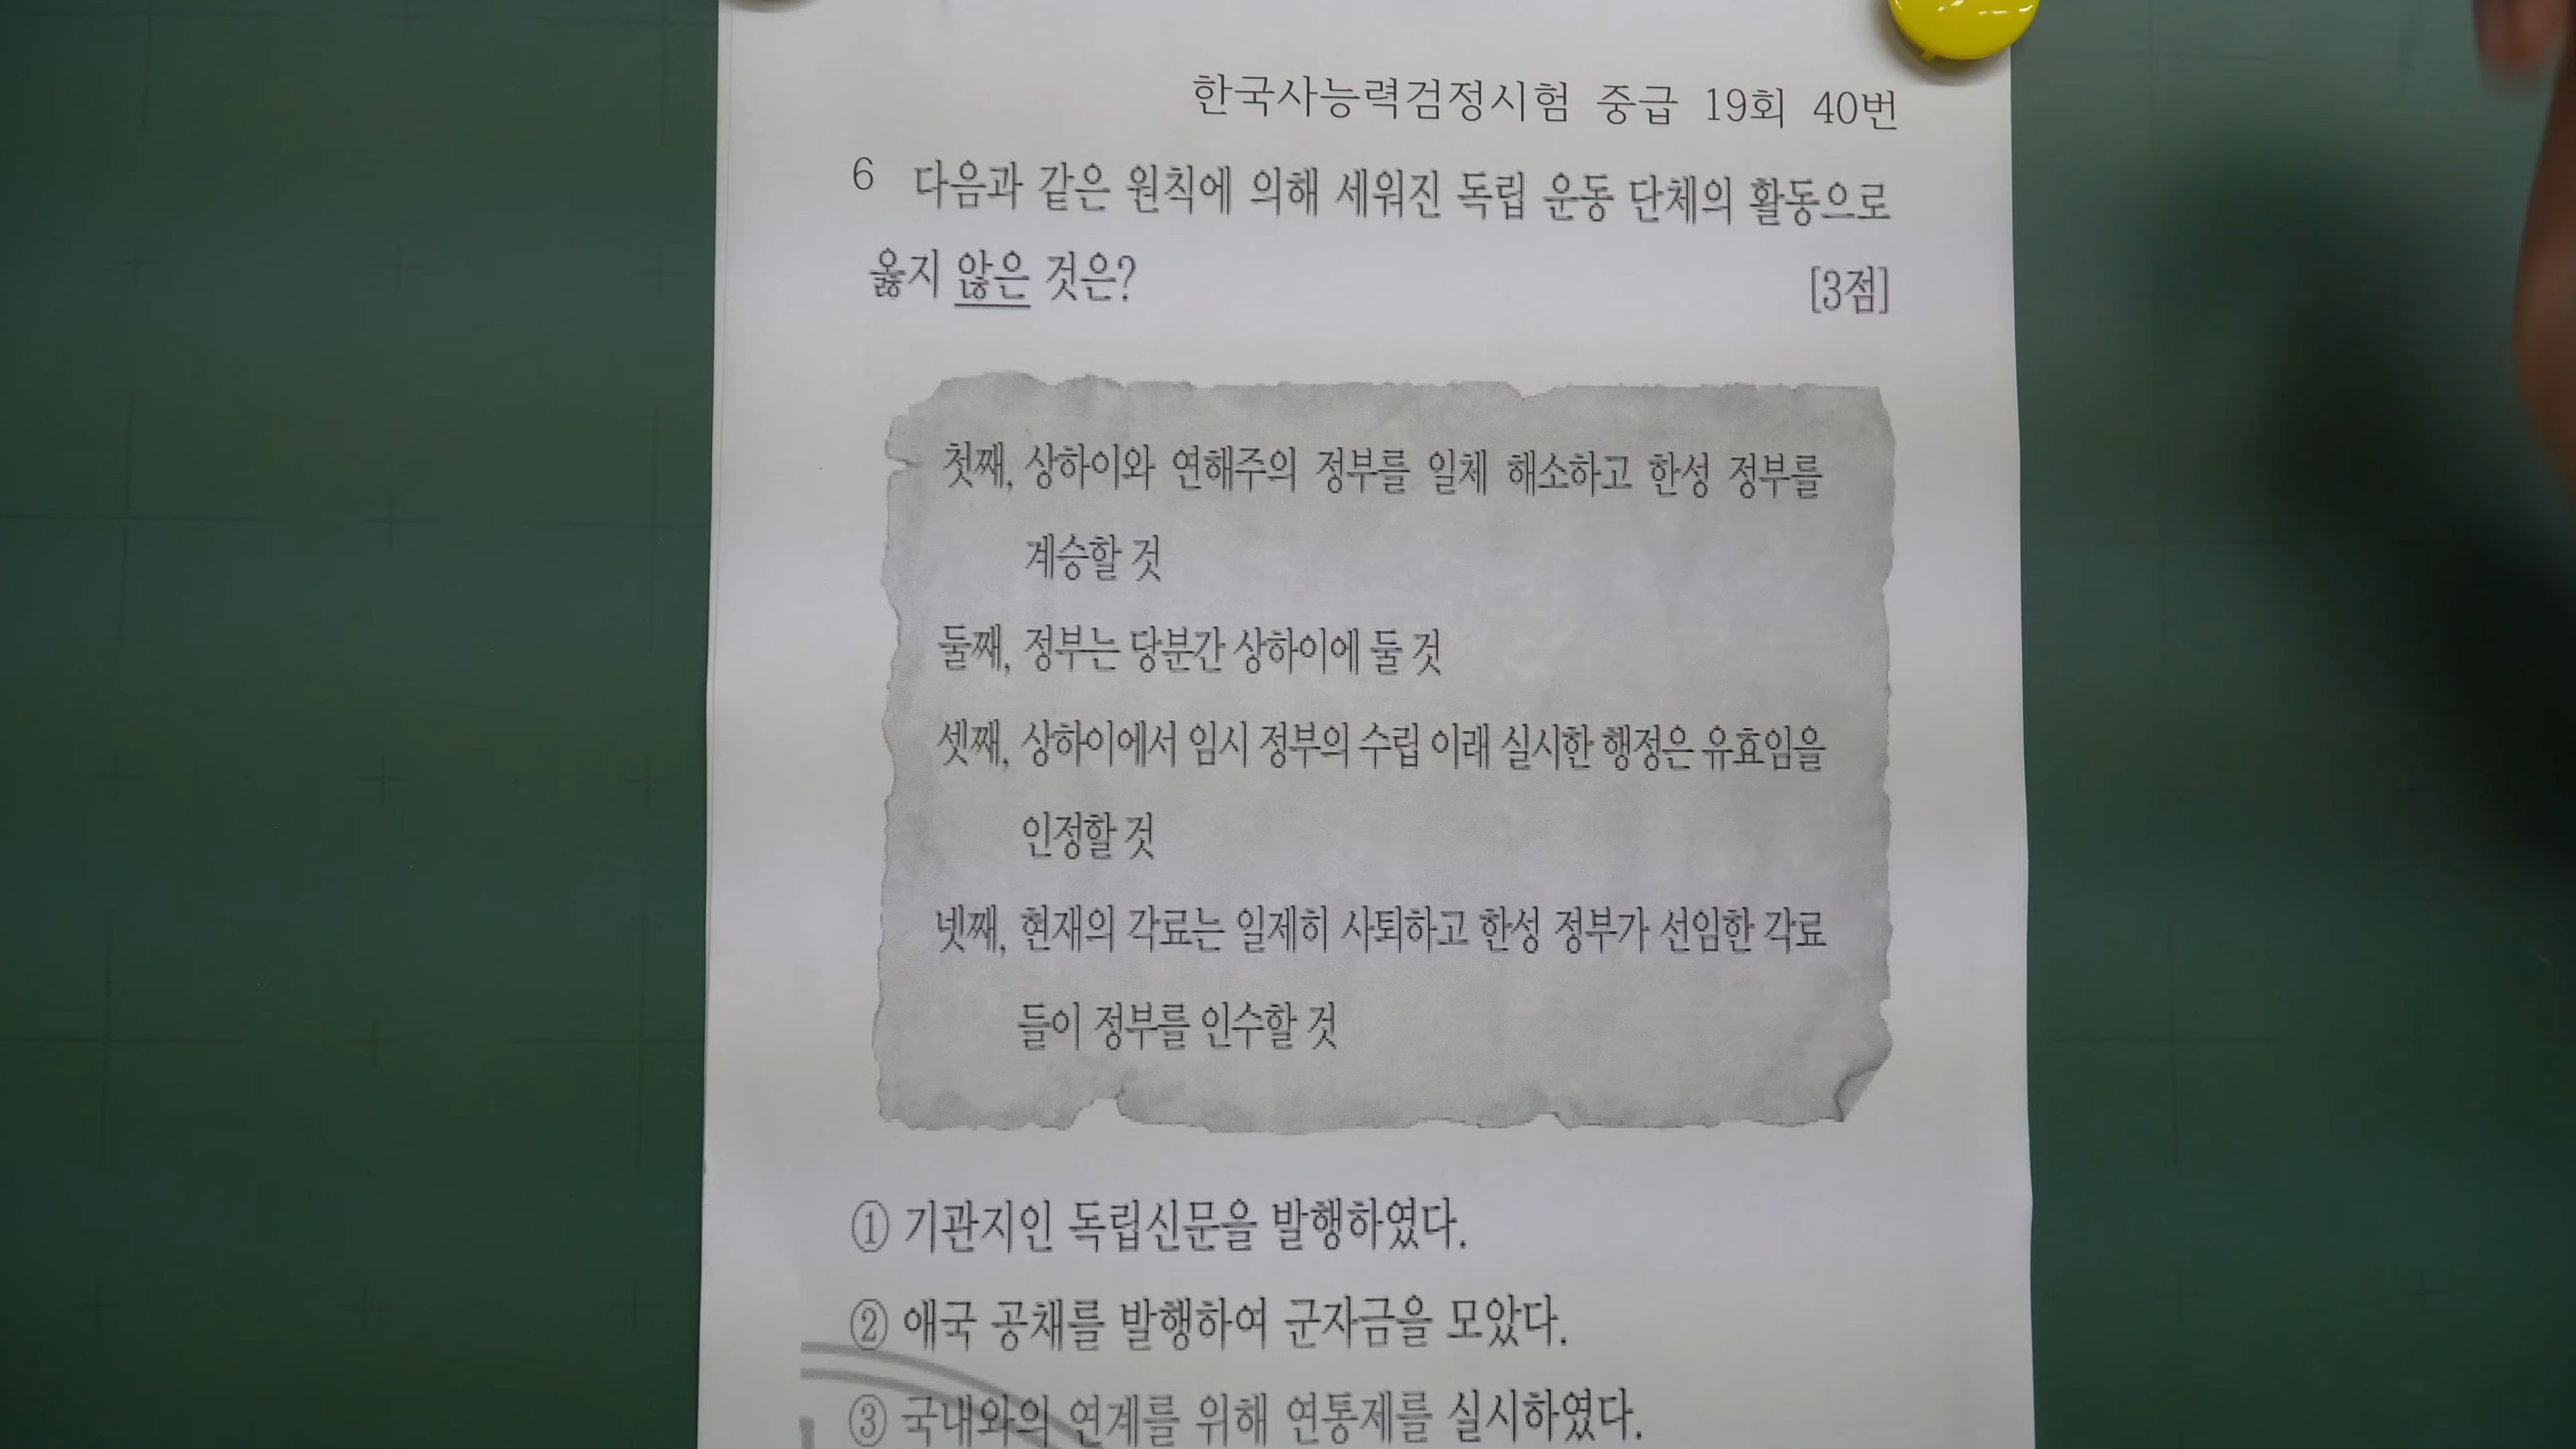 한국사능력검정시험 중급 19회 40번
6 다음과 같은 원칙에 의해 세워진 독립 운동 단체의 활동으로
옳지 않은 것은? [3점]
첫째, 상하이와 연해주의 정부를 일체 해소하고 한성 정부를
계승할 것
둘째, 정부는 당분간 상하이에 둘 것
셋째, 상하이에서 임시 정부의 수립 이래 실시한 행정은 유효임을
인정할 것
넷째, 현재의 각료는 일제히 사퇴하고 한성 정부가 선임한 각료
들이 정부를 인수할 것
① 기관지인 독립신문을 발행하였다.
② 애국 공채를 발행하여 군자금을 모았다.
③ 국내와의 연계를 위해 연통제를 실시하였다.